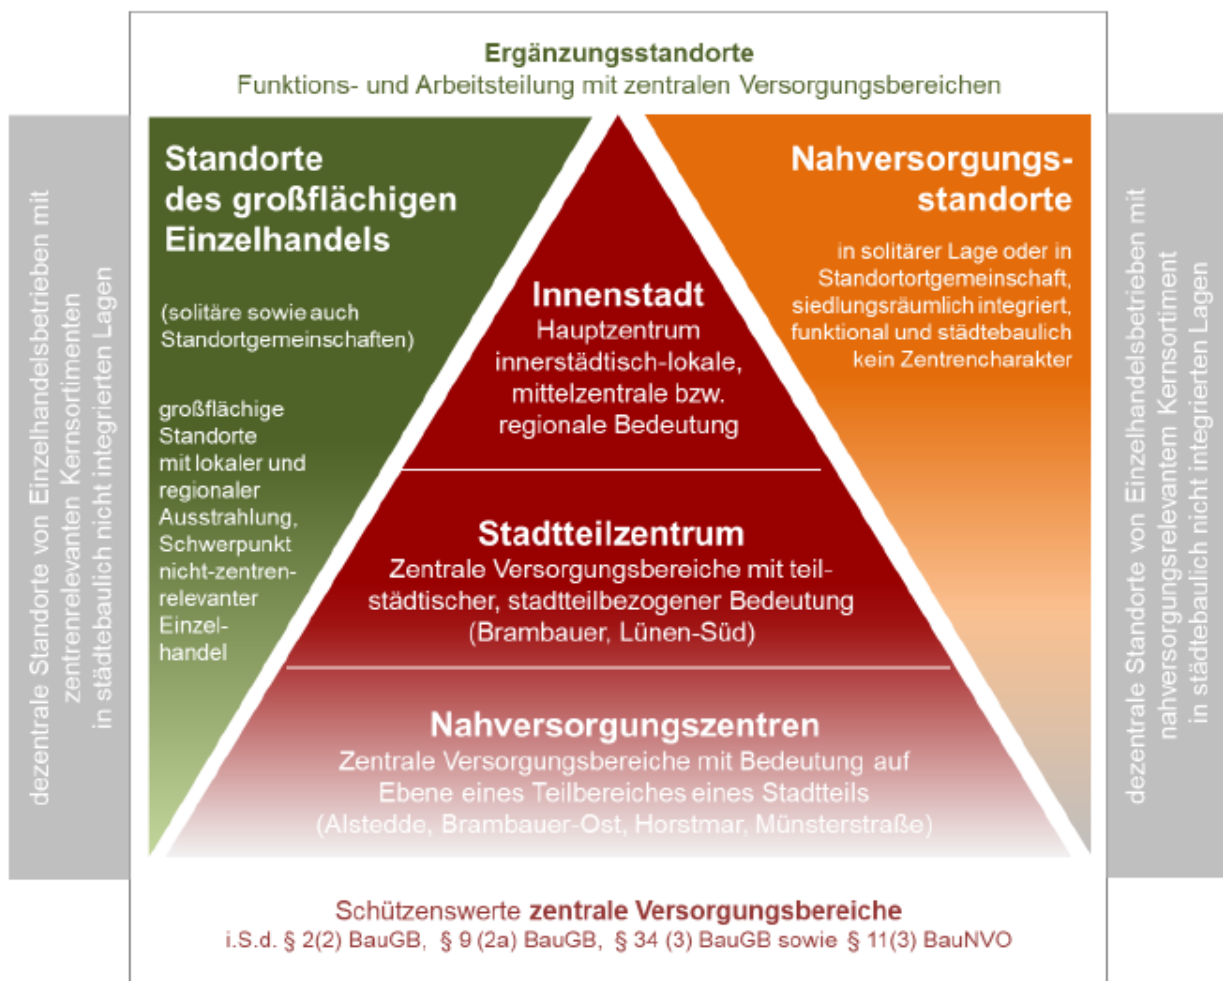 Ergänzungsstandorte
Funktions- und Arbeitsteilung mit zentralen Versorgungsbereichen
dezentrale Standorte von Einzelhandelsbetrieben mit
zentrenrelevanten Kernsortimenten
in städtebaulich nicht integrierten Lagen
Standorte
des großflächigen
Einzelhandels
(solitäre sowie auch
Standortgemeinschaften)
großflächige
Standorte
mit lokaler und
regionaler
Ausstrahlung,
Schwerpunkt
nicht-zentren-
relevanter
Einzel-
handel
Innenstadt
Hauptzentrum
innerstädtisch-lokale,
mittelzentrale bzw.
regionale Bedeutung
Stadtteilzentrum
Zentrale Versorgungsbereiche mit teil-
städtischer, stadtteilbezogener Bedeutung
(Brambauer, Lünen-Süd)
Nahversorgungszentren
Zentrale Versorgungsbereiche mit Bedeutung auf
Ebene eines Teilbereiches eines Stadtteils
(Alstedde, Brambauer-Ost, Horstmar, Münsterstraße)
Nahversorgungs-
standorte
in solitärer Lage oder in
Standortortgemeinschaft,
siedlungsräumlich integriert,
funktional und städtebaulich
kein Zentrencharakter
dezentrale Standorte von Einzelhandelsbetrieben mit
nahversorgungsrelevantem Kernsortiment
in städtebaulich nicht integrierten Lagen
Schützenswerte zentrale Versorgungsbereiche
i.S.d. § 2(2) BauGB, § 9 (2a) BauGB, § 34 (3) BauGB sowie § 11(3) BauNVO